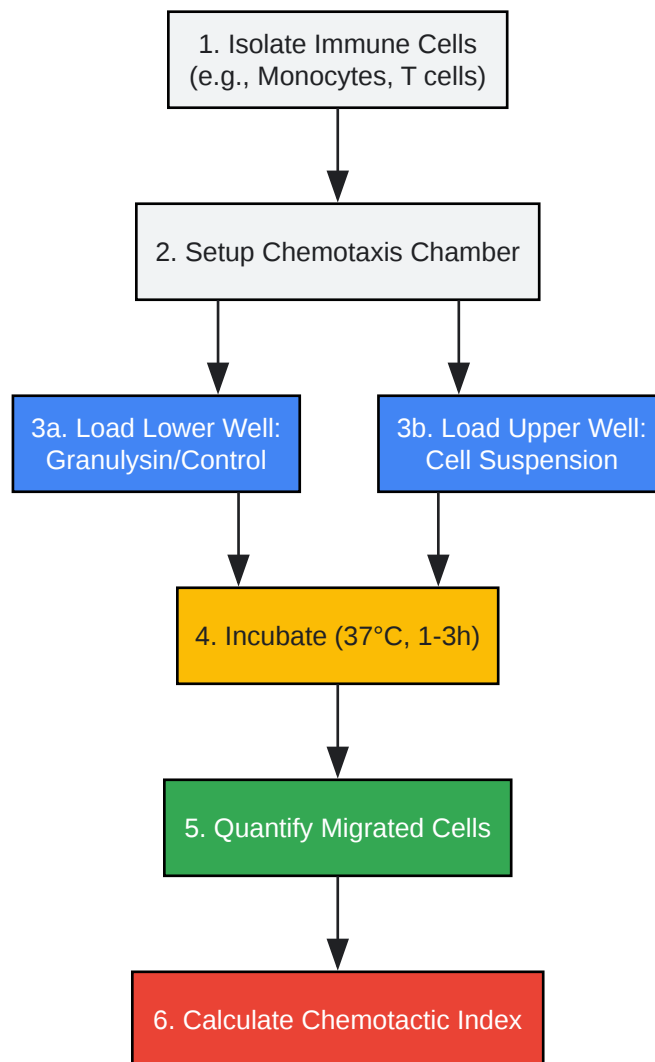 1. Isolate Immune Cells
(e.g., Monocytes, T cells)
2. Setup Chemotaxis Chamber
3a. Load Lower Well:
Granulysin/Control
3b. Load Upper Well:
Cell Suspension
4. Incubate (37°C, 1-3h)
5. Quantify Migrated Cells
6. Calculate Chemotactic Index